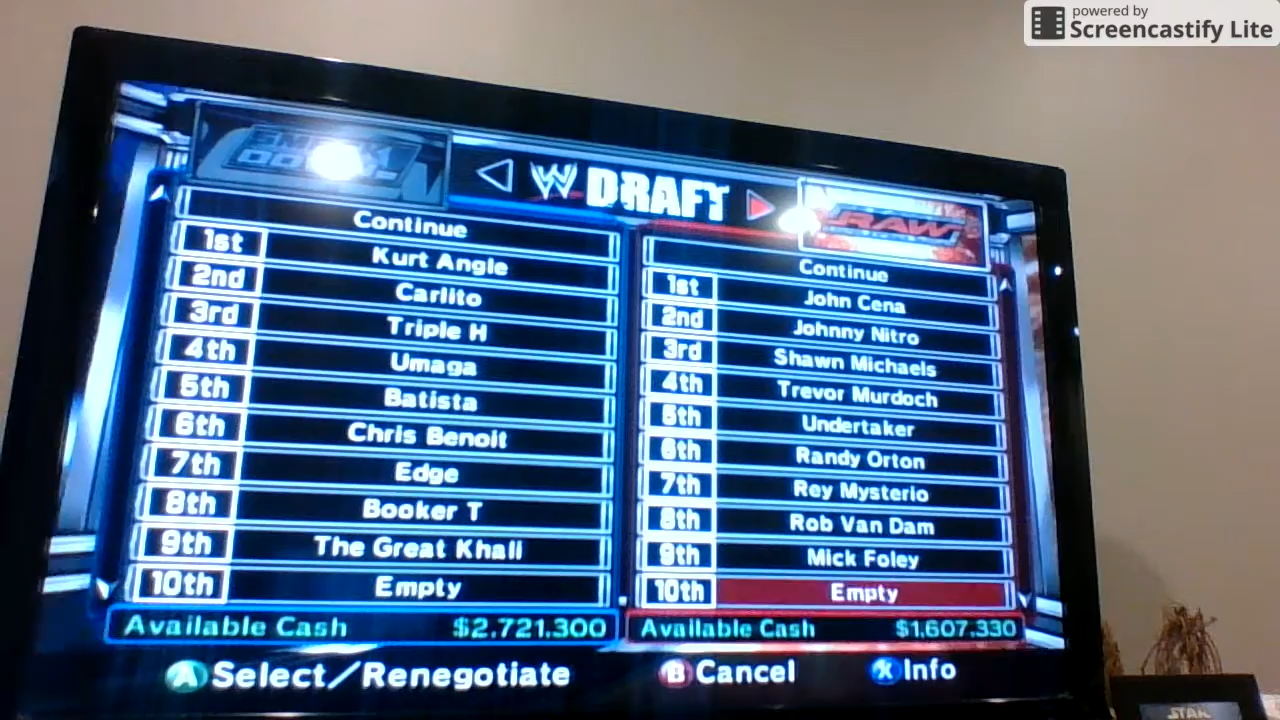 powered by
Screencastify Lite
W DRAFT
RAW
Continue
1st Kurt Angle
2nd Carlito
3rd Triple H
4th Umaga
5th Batista
6th Chris Benoit
7th Edge
8th Booker T
9th The Great Khali
10th Empty
Available Cash $2,721,300
Continue
1st John Cena
2nd Johnny Nitro
3rd Shawn Michaels
4th Trevor Murdoch
5th Undertaker
6th Randy Orton
7th Rey Mysterio
8th Rob Van Dam
9th Mick Foley
10th Empty
Available Cash $1,607,330
A Select/Renegotiate B Cancel X Info
STAR